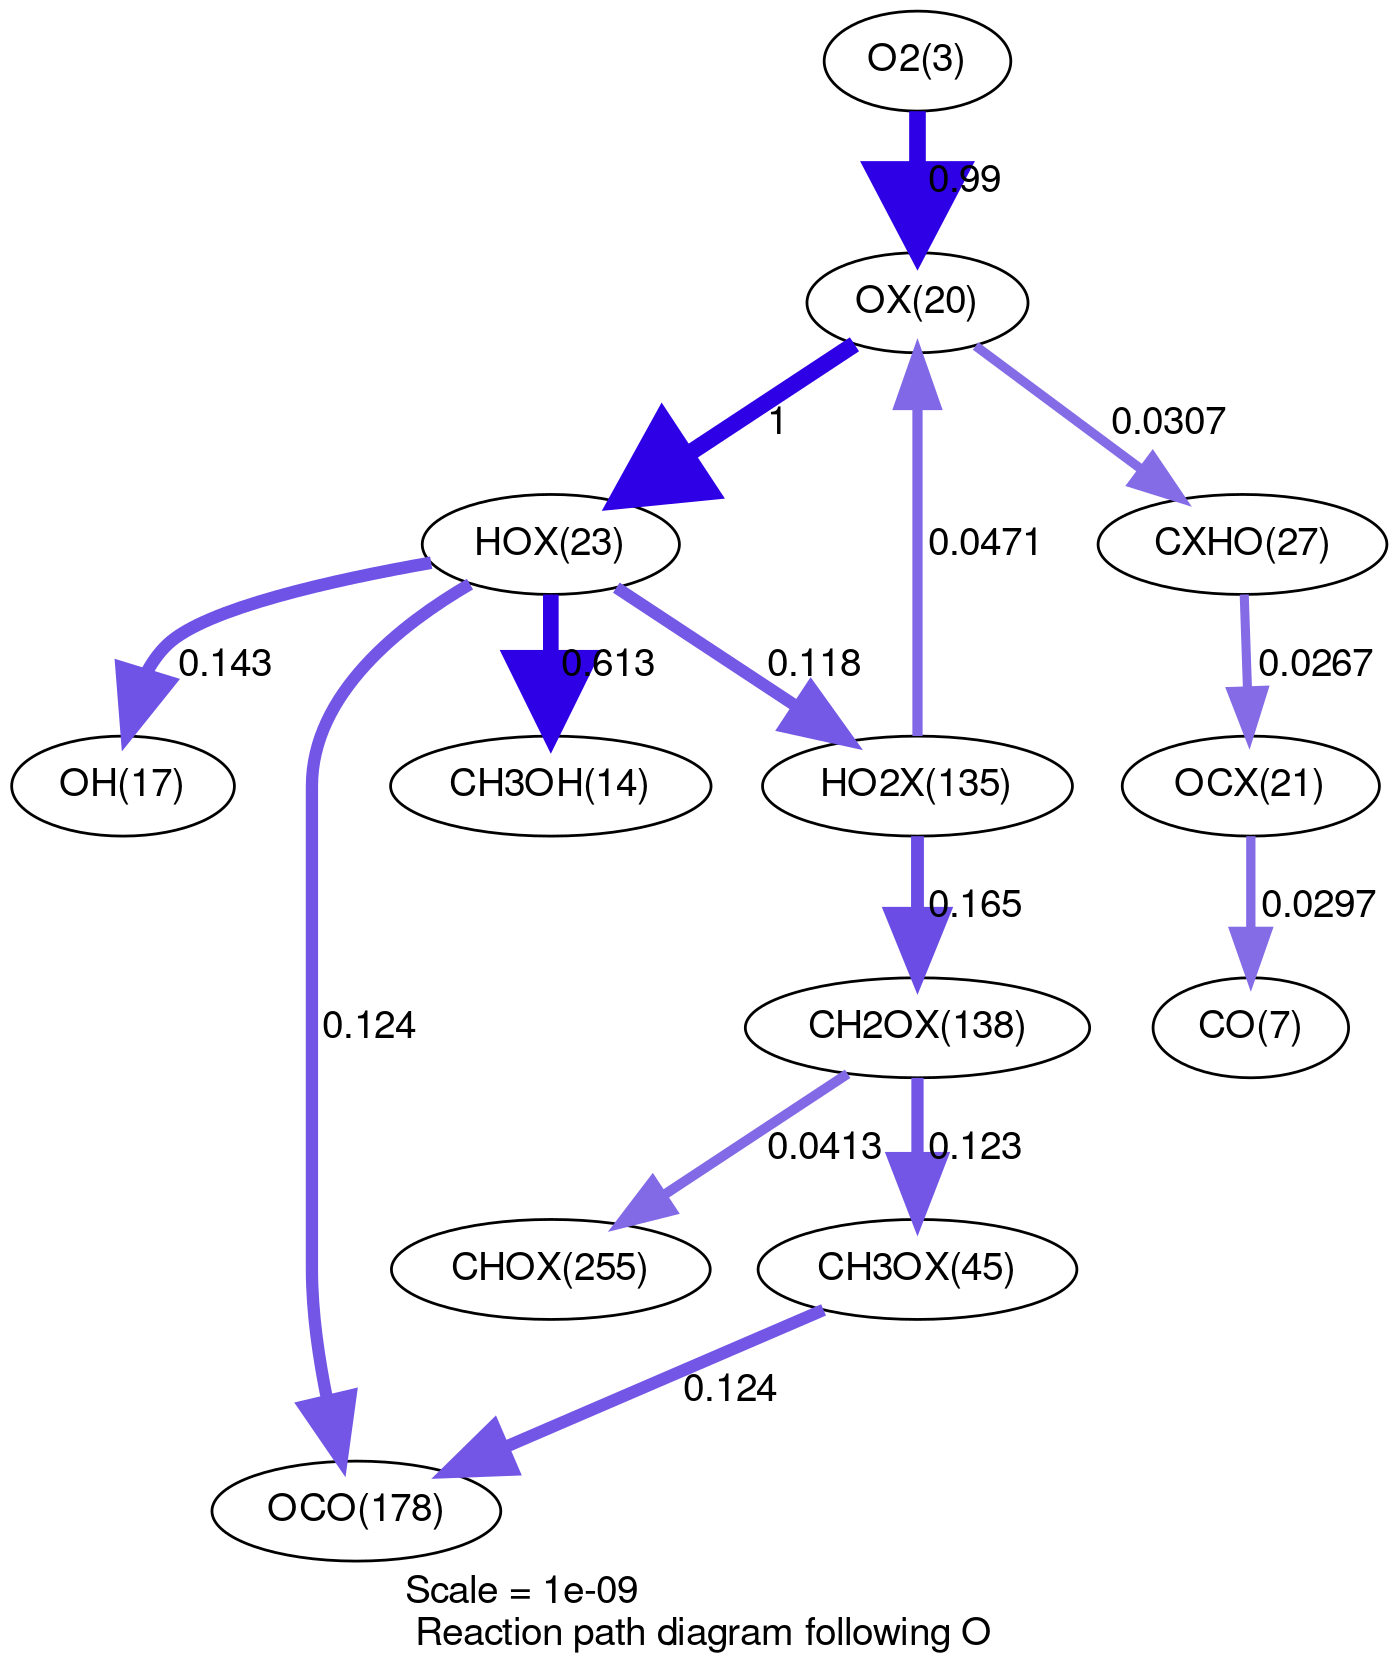 O2(3)
0.99
OX(20)
1
0.0307
HOX(23)
0.0471
CXHO(27)
0.143
0.613
0.118
0.0267
OH(17)
CH3OH(14)
HO2X(135)
OCX(21)
0.165
0.0297
0.124
CH2OX(138)
CO(7)
0.0413
0.123
CHOX(255)
CH3OX(45)
0.124
OCO(178)
Scale = 1e-09
Reaction path diagram following O